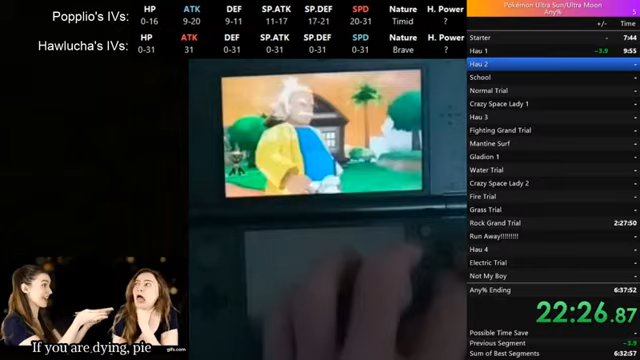 HP ATK DEF SP.ATK SP.DEF SPD Nature H. Power
Popplio's IVs: 0-16 9-20 9-11 11-17 17-21 20-31 Timid ?
HP ATK DEF SP.ATK SP.DEF SPD Nature H. Power
Hawlucha's IVs: 0-31 31 0-31 0-31 0-31 0-31 Brave ?
Pokémon Ultra Sun/Ultra Moon
Any% 5
+/- Time
Starter - 7:44
Hau 1 -3.9 9:55
Hau 2 -
School -
Normal Trial -
Crazy Space Lady 1 -
Hau 3 -
Fighting Grand Trial -
Mantine Surf -
Gladion 1 -
Water Trial -
Crazy Space Lady 2 -
Fire Trial -
Grass Trial -
Rock Grand Trial 2:27:50
Run Away!!!!!!!!! -
Hau 4 -
Electric Trial -
Not My Boy -
Any% Ending 6:37:52
22:26.87
Possible Time Save
Previous Segment -3.9
Sum of Best Segments 6:32:57
If you are dying, pie
gifs.com